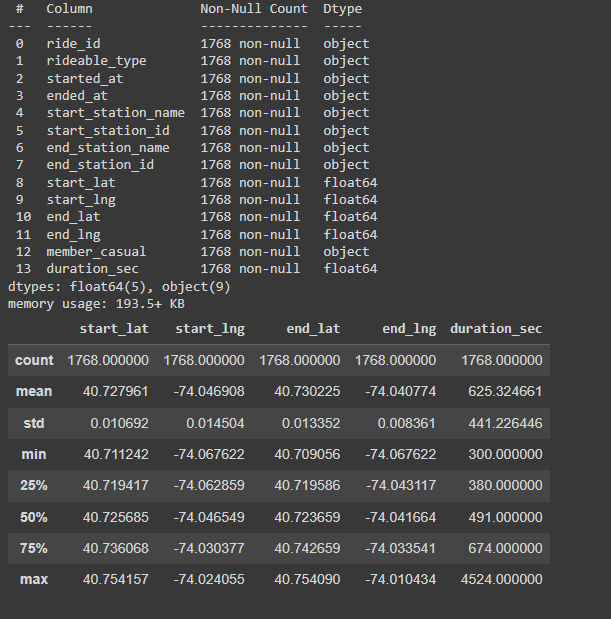 #   Column              Non-Null Count  Dtype
---  ------              --------------  -----
0   ride_id             1768 non-null   object
1   rideable_type       1768 non-null   object
2   started_at          1768 non-null   object
3   ended_at            1768 non-null   object
4   start_station_name  1768 non-null   object
5   start_station_id    1768 non-null   object
6   end_station_name    1768 non-null   object
7   end_station_id      1768 non-null   object
8   start_lat           1768 non-null   float64
9   start_lng           1768 non-null   float64
10  end_lat             1768 non-null   float64
11  end_lng             1768 non-null   float64
12  member_casual       1768 non-null   object
13  duration_sec        1768 non-null   float64
dtypes: float64(5), object(9)
memory usage: 193.5+ KB
start_lat start_lng end_lat end_lng duration_sec
count 1768.000000 1768.000000 1768.000000 1768.000000 1768.000000
mean 40.727961 -74.046908 40.730225 -74.040774 625.324661
std 0.010692 0.014504 0.013352 0.008361 441.226446
min 40.711242 -74.067622 40.709056 -74.067622 300.000000
25% 40.719417 -74.062859 40.719586 -74.043117 380.000000
50% 40.725685 -74.046549 40.723659 -74.041664 491.000000
75% 40.736068 -74.030377 40.742659 -74.033541 674.000000
max 40.754157 -74.024055 40.754090 -74.010434 4524.000000